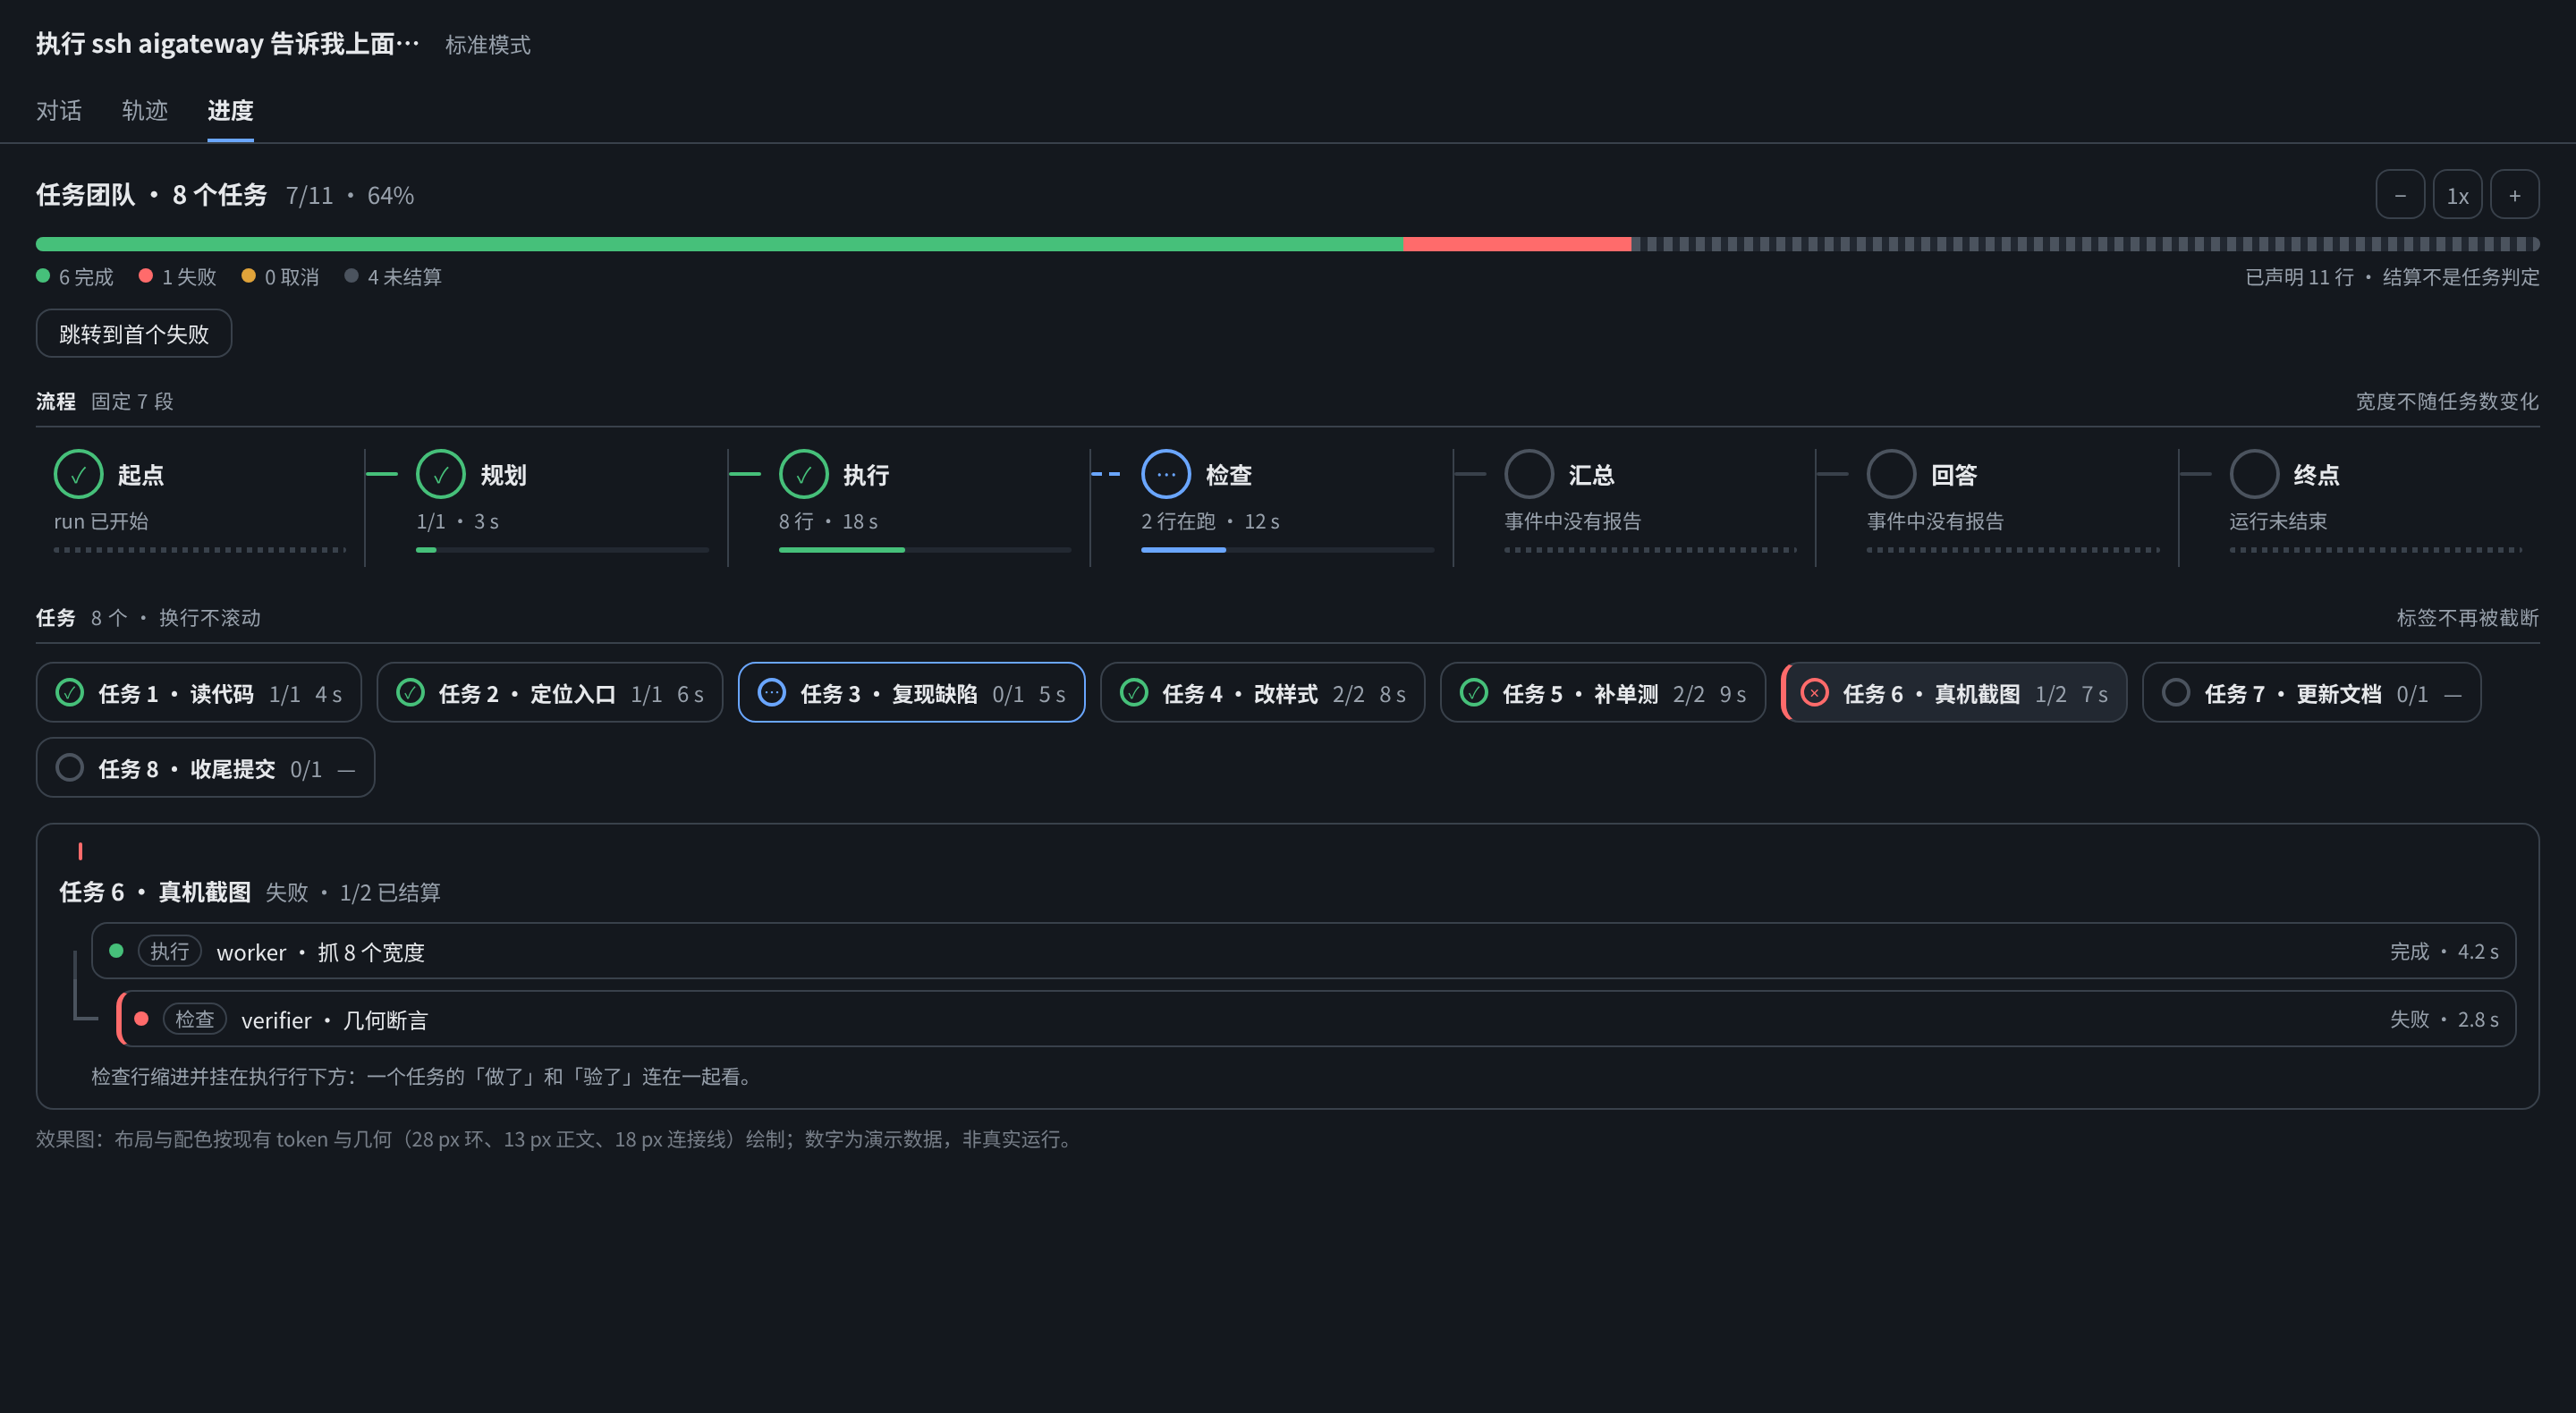 执行 ssh aigateway 告诉我上面… 标准模式
对话 轨迹 进度
任务团队 · 8 个任务 7/11 · 64% − 1x +
6 完成 1 失败 0 取消 4 未结算 已声明 11 行 · 结算不是任务判定
跳转到首个失败
流程 固定 7 段 宽度不随任务数变化
✓ 起点 ✓ 规划 ✓ 执行 … 检查 汇总 回答 终点
run 已开始 1/1 · 3 s 8 行 · 18 s 2 行在跑 · 12 s 事件中没有报告 事件中没有报告 运行未结束
任务 8 个 · 换行不滚动 标签不再被截断
✓ 任务 1 · 读代码 1/1 4 s ✓ 任务 2 · 定位入口 1/1 6 s … 任务 3 · 复现缺陷 0/1 5 s ✓ 任务 4 · 改样式 2/2 8 s ✓ 任务 5 · 补单测 2/2 9 s × 任务 6 · 真机截图 1/2 7 s 任务 7 · 更新文档 0/1 —
任务 8 · 收尾提交 0/1 —
任务 6 · 真机截图 失败 · 1/2 已结算
执行 worker · 抓 8 个宽度 完成 · 4.2 s
检查 verifier · 几何断言 失败 · 2.8 s
检查行缩进并挂在执行行下方：一个任务的「做了」和「验了」连在一起看。
效果图：布局与配色按现有 token 与几何（28 px 环、13 px 正文、18 px 连接线）绘制；数字为演示数据，非真实运行。